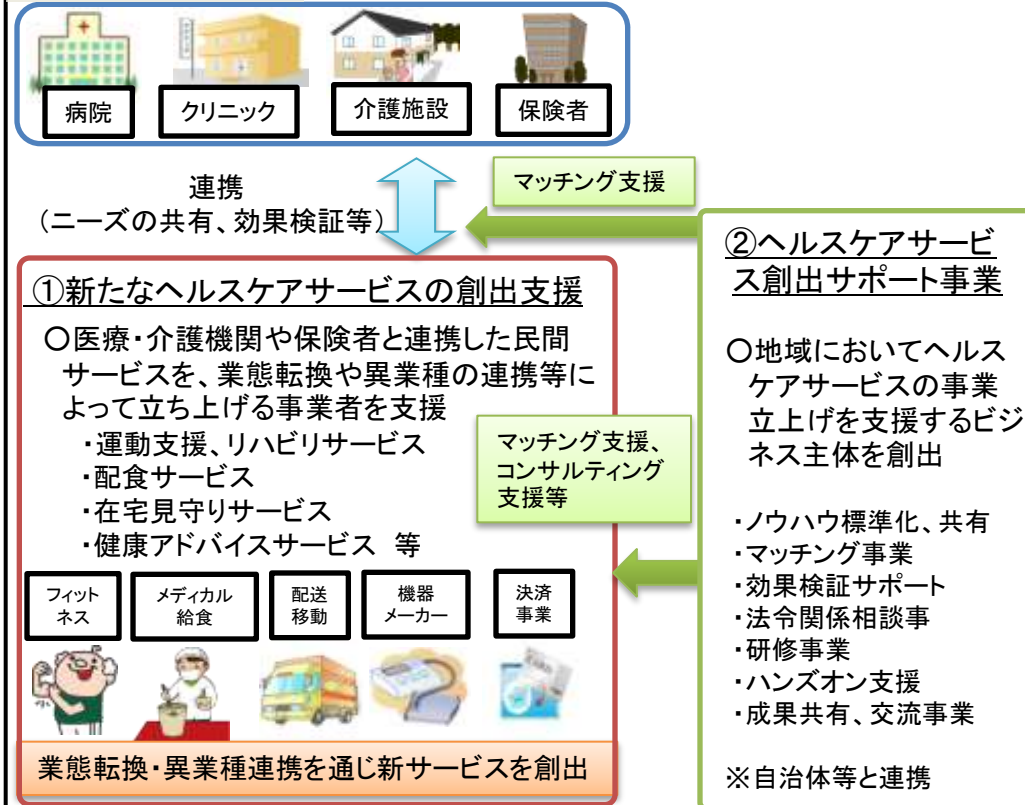 病院
クリニック
介護施設
保険者
連携
（ニーズの共有、効果検証等）
マッチング支援
①新たなヘルスケアサービスの創出支援
〇医療・介護機関や保険者と連携した民間
サービスを、業態転換や異業種の連携等に
よって立ち上げる事業者を支援
・運動支援、リハビリサービス
・配食サービス
・在宅見守りサービス
・健康アドバイスサービス 等
マッチング支援、
コンサルティング
支援等
フィット
ネス
メディカル
給食
配送
移動
機器
メーカー
決済
事業
業態転換・異業種連携を通じ新サービスを創出
②ヘルスケアサービ
ス創出サポート事業
〇地域においてヘルス
ケアサービスの事業
立上げを支援するビジ
ネス主体を創出
・ノウハウ標準化、共有
・マッチング事業
・効果検証サポート
・法令関係相談事
・研修事業
・ハンズオン支援
・成果共有、交流事業
※自治体等と連携